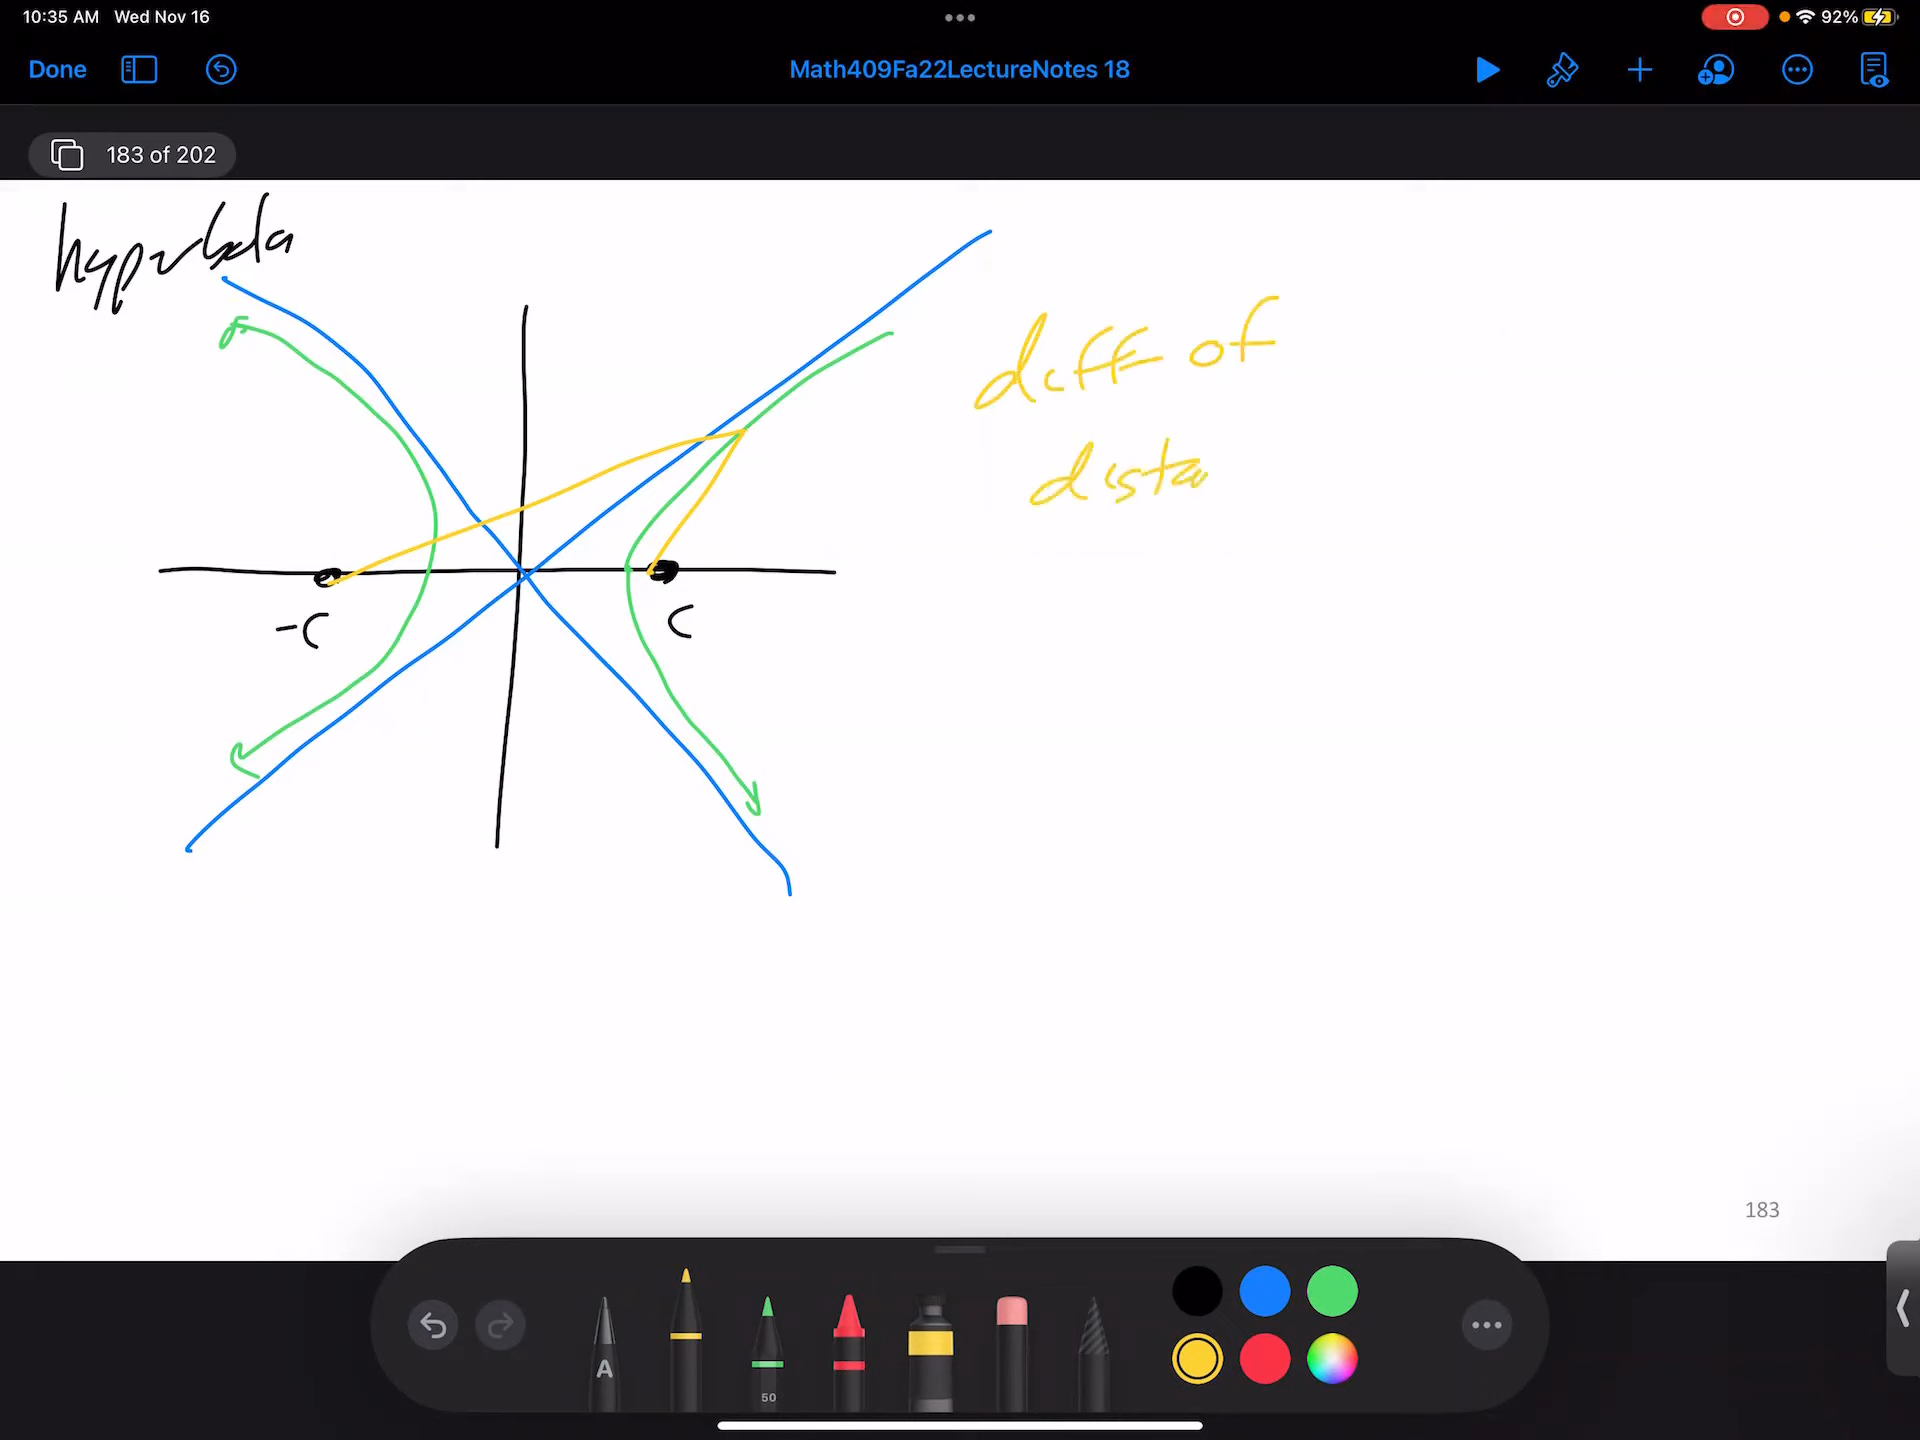 10:35 AM Wed Nov 16
92%
Done
Math409Fa22LectureNotes 18
183 of 202
hyperbola
diff of
dista
-c
c
183
A
50